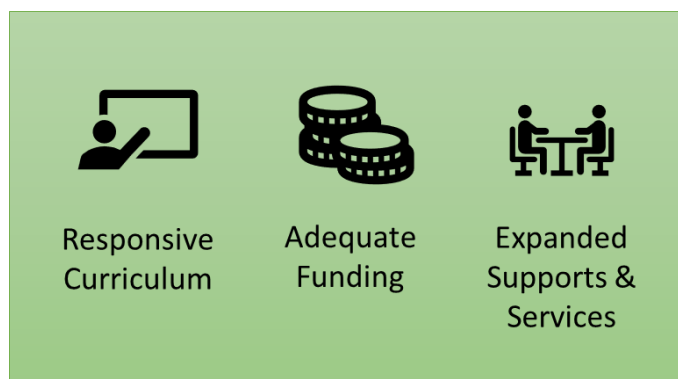 Responsive
Curriculum
Adequate
Funding
Expanded
Supports &
Services